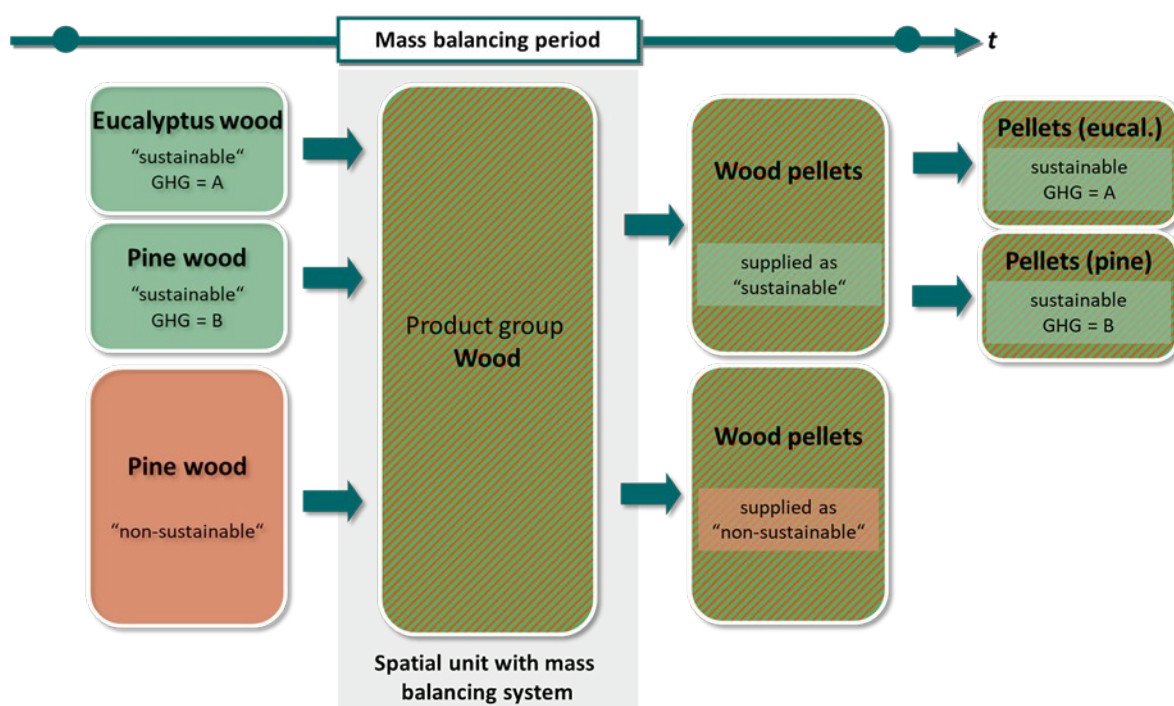 Mass balancing period
t
Eucalyptus wood
“sustainable“
GHG = A
Pine wood
“sustainable“
GHG = B
Pine wood
“non-sustainable“
Product group
Wood
Spatial unit with mass
balancing system
Wood pellets
supplied as
“sustainable“
Wood pellets
supplied as
“non-sustainable“
Pellets (eucal.)
sustainable
GHG = A
Pellets (pine)
sustainable
GHG = B